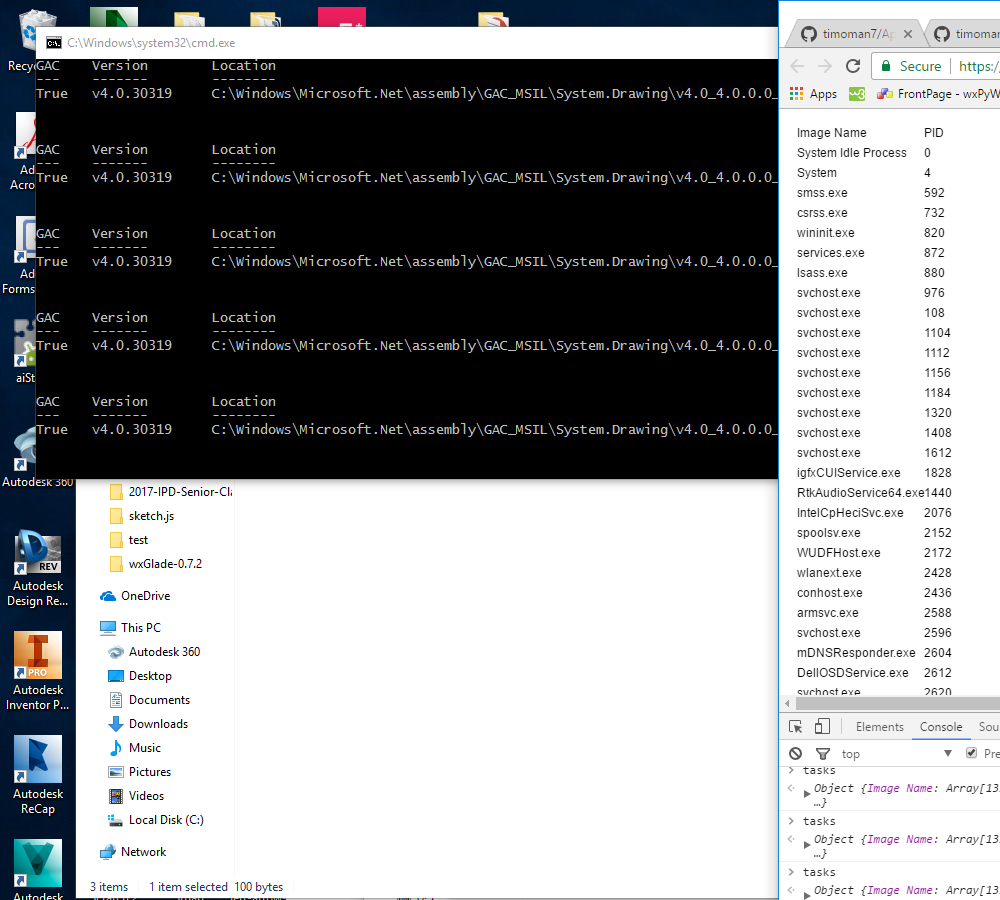 Recy
Ad
Acro
Ad
Forms
aiSt
Autodesk 360
REV
Autodesk
Design Re...
PRO
Autodesk
Inventor P...
Autodesk
ReCap
Autodesk
C:\Windows\system32\cmd.exe
GAC Version Location
--- ------- --------
True v4.0.30319 C:\Windows\Microsoft.Net\assembly\GAC_MSIL\System.Drawing\v4.0_4.0.0.0_
GAC Version Location
--- ------- --------
True v4.0.30319 C:\Windows\Microsoft.Net\assembly\GAC_MSIL\System.Drawing\v4.0_4.0.0.0_
GAC Version Location
--- ------- --------
True v4.0.30319 C:\Windows\Microsoft.Net\assembly\GAC_MSIL\System.Drawing\v4.0_4.0.0.0_
GAC Version Location
--- ------- --------
True v4.0.30319 C:\Windows\Microsoft.Net\assembly\GAC_MSIL\System.Drawing\v4.0_4.0.0.0_
GAC Version Location
--- ------- --------
True v4.0.30319 C:\Windows\Microsoft.Net\assembly\GAC_MSIL\System.Drawing\v4.0_4.0.0.0_
2017-IPD-Senior-Cla
sketch.js
test
wxGlade-0.7.2
OneDrive
This PC
Autodesk 360
Desktop
Documents
Downloads
Music
Pictures
Videos
Local Disk (C:)
Network
3 items 1 item selected 100 bytes
timoman7/Ap timoman
Secure https:/
Apps w3 FrontPage - wxPyW
Image Name PID
System Idle Process 0
System 4
smss.exe 592
csrss.exe 732
wininit.exe 820
services.exe 872
lsass.exe 880
svchost.exe 976
svchost.exe 108
svchost.exe 1104
svchost.exe 1112
svchost.exe 1156
svchost.exe 1184
svchost.exe 1320
svchost.exe 1408
svchost.exe 1612
igfxCUIService.exe 1828
RtkAudioService64.exe 1440
IntelCpHeciSvc.exe 2076
spoolsv.exe 2152
WUDFHost.exe 2172
wlanext.exe 2428
conhost.exe 2436
armsvc.exe 2588
svchost.exe 2596
mDNSResponder.exe 2604
DellOSDService.exe 2612
svchost.exe 2620
Elements Console Sou
top Pre
tasks
Object {Image Name: Array[13
…}
tasks
Object {Image Name: Array[13
…}
tasks
Object {Image Name: Array[13